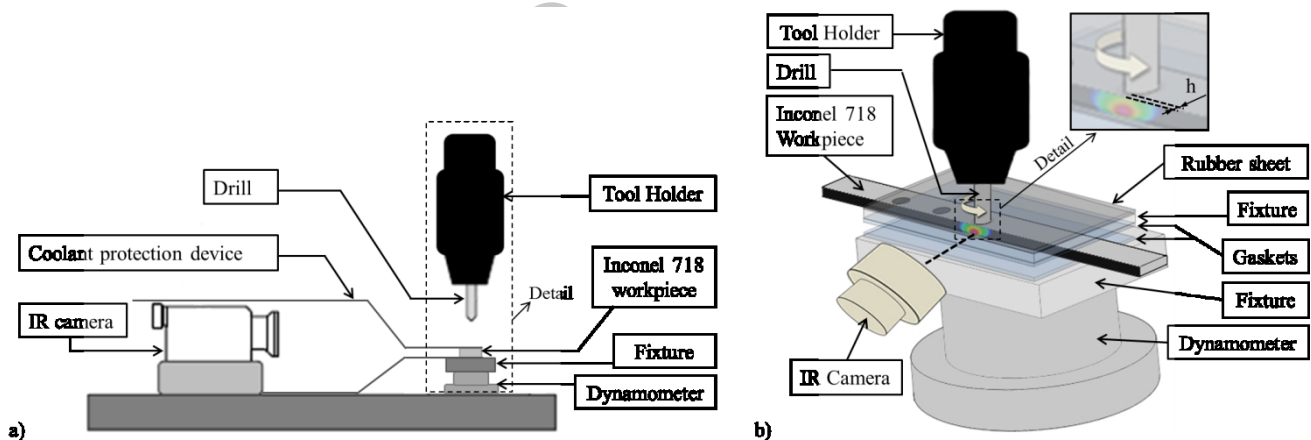 Drill
Tool Holder
Coolant protection device
Inconel 718
workpiece
Detail
IR camera
Fixture
Dynamometer
a)
Tool Holder
Drill
Inconel 718
Workpiece
h
Detail
Rubber sheet
Fixture
Gaskets
Fixture
Dynamometer
IR Camera
b)